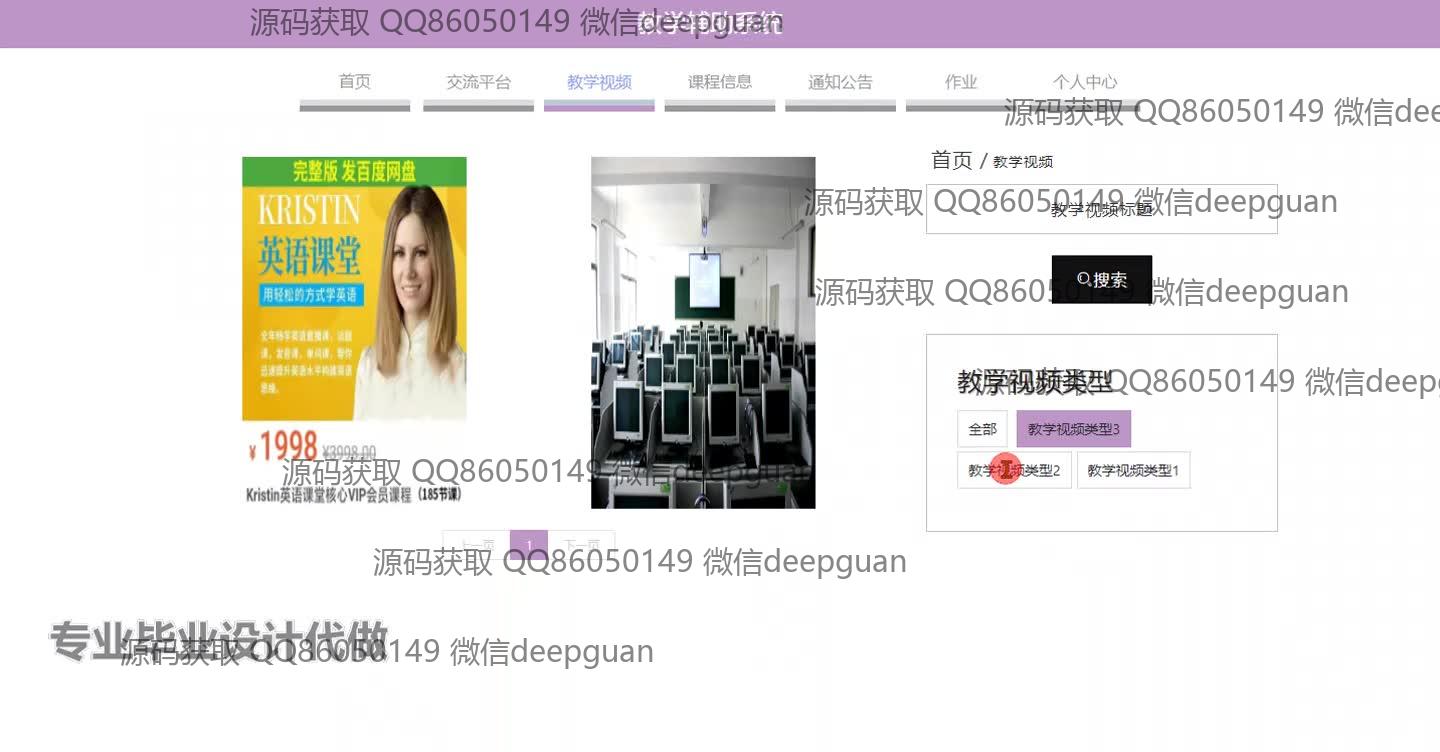 教学辅助系统
源码获取 QQ86050149 微信deepguan
首页 交流平台 教学视频 课程信息 通知公告 作业 个人中心
源码获取 QQ86050149 微信dee
首页 / 教学视频
教学视频标题
源码获取 QQ86050149 微信deepguan
搜索
源码获取 QQ86050149 微信deepguan
完整版 发百度网盘
KRISTIN
英语课堂
用轻松的方式学英语
教学视频类型
源码获取 QQ86050149 微信deep
全部 教学视频类型3
教学视频类型2 教学视频类型1
¥1998 ¥3998.00
源码获取 QQ86050149 微信deepguan
Kristin英语课堂核心VIP会员课程（185节课）
上一页 1 下一页
源码获取 QQ86050149 微信deepguan
专业毕业设计代做
源码获取 QQ86050149 微信deepguan